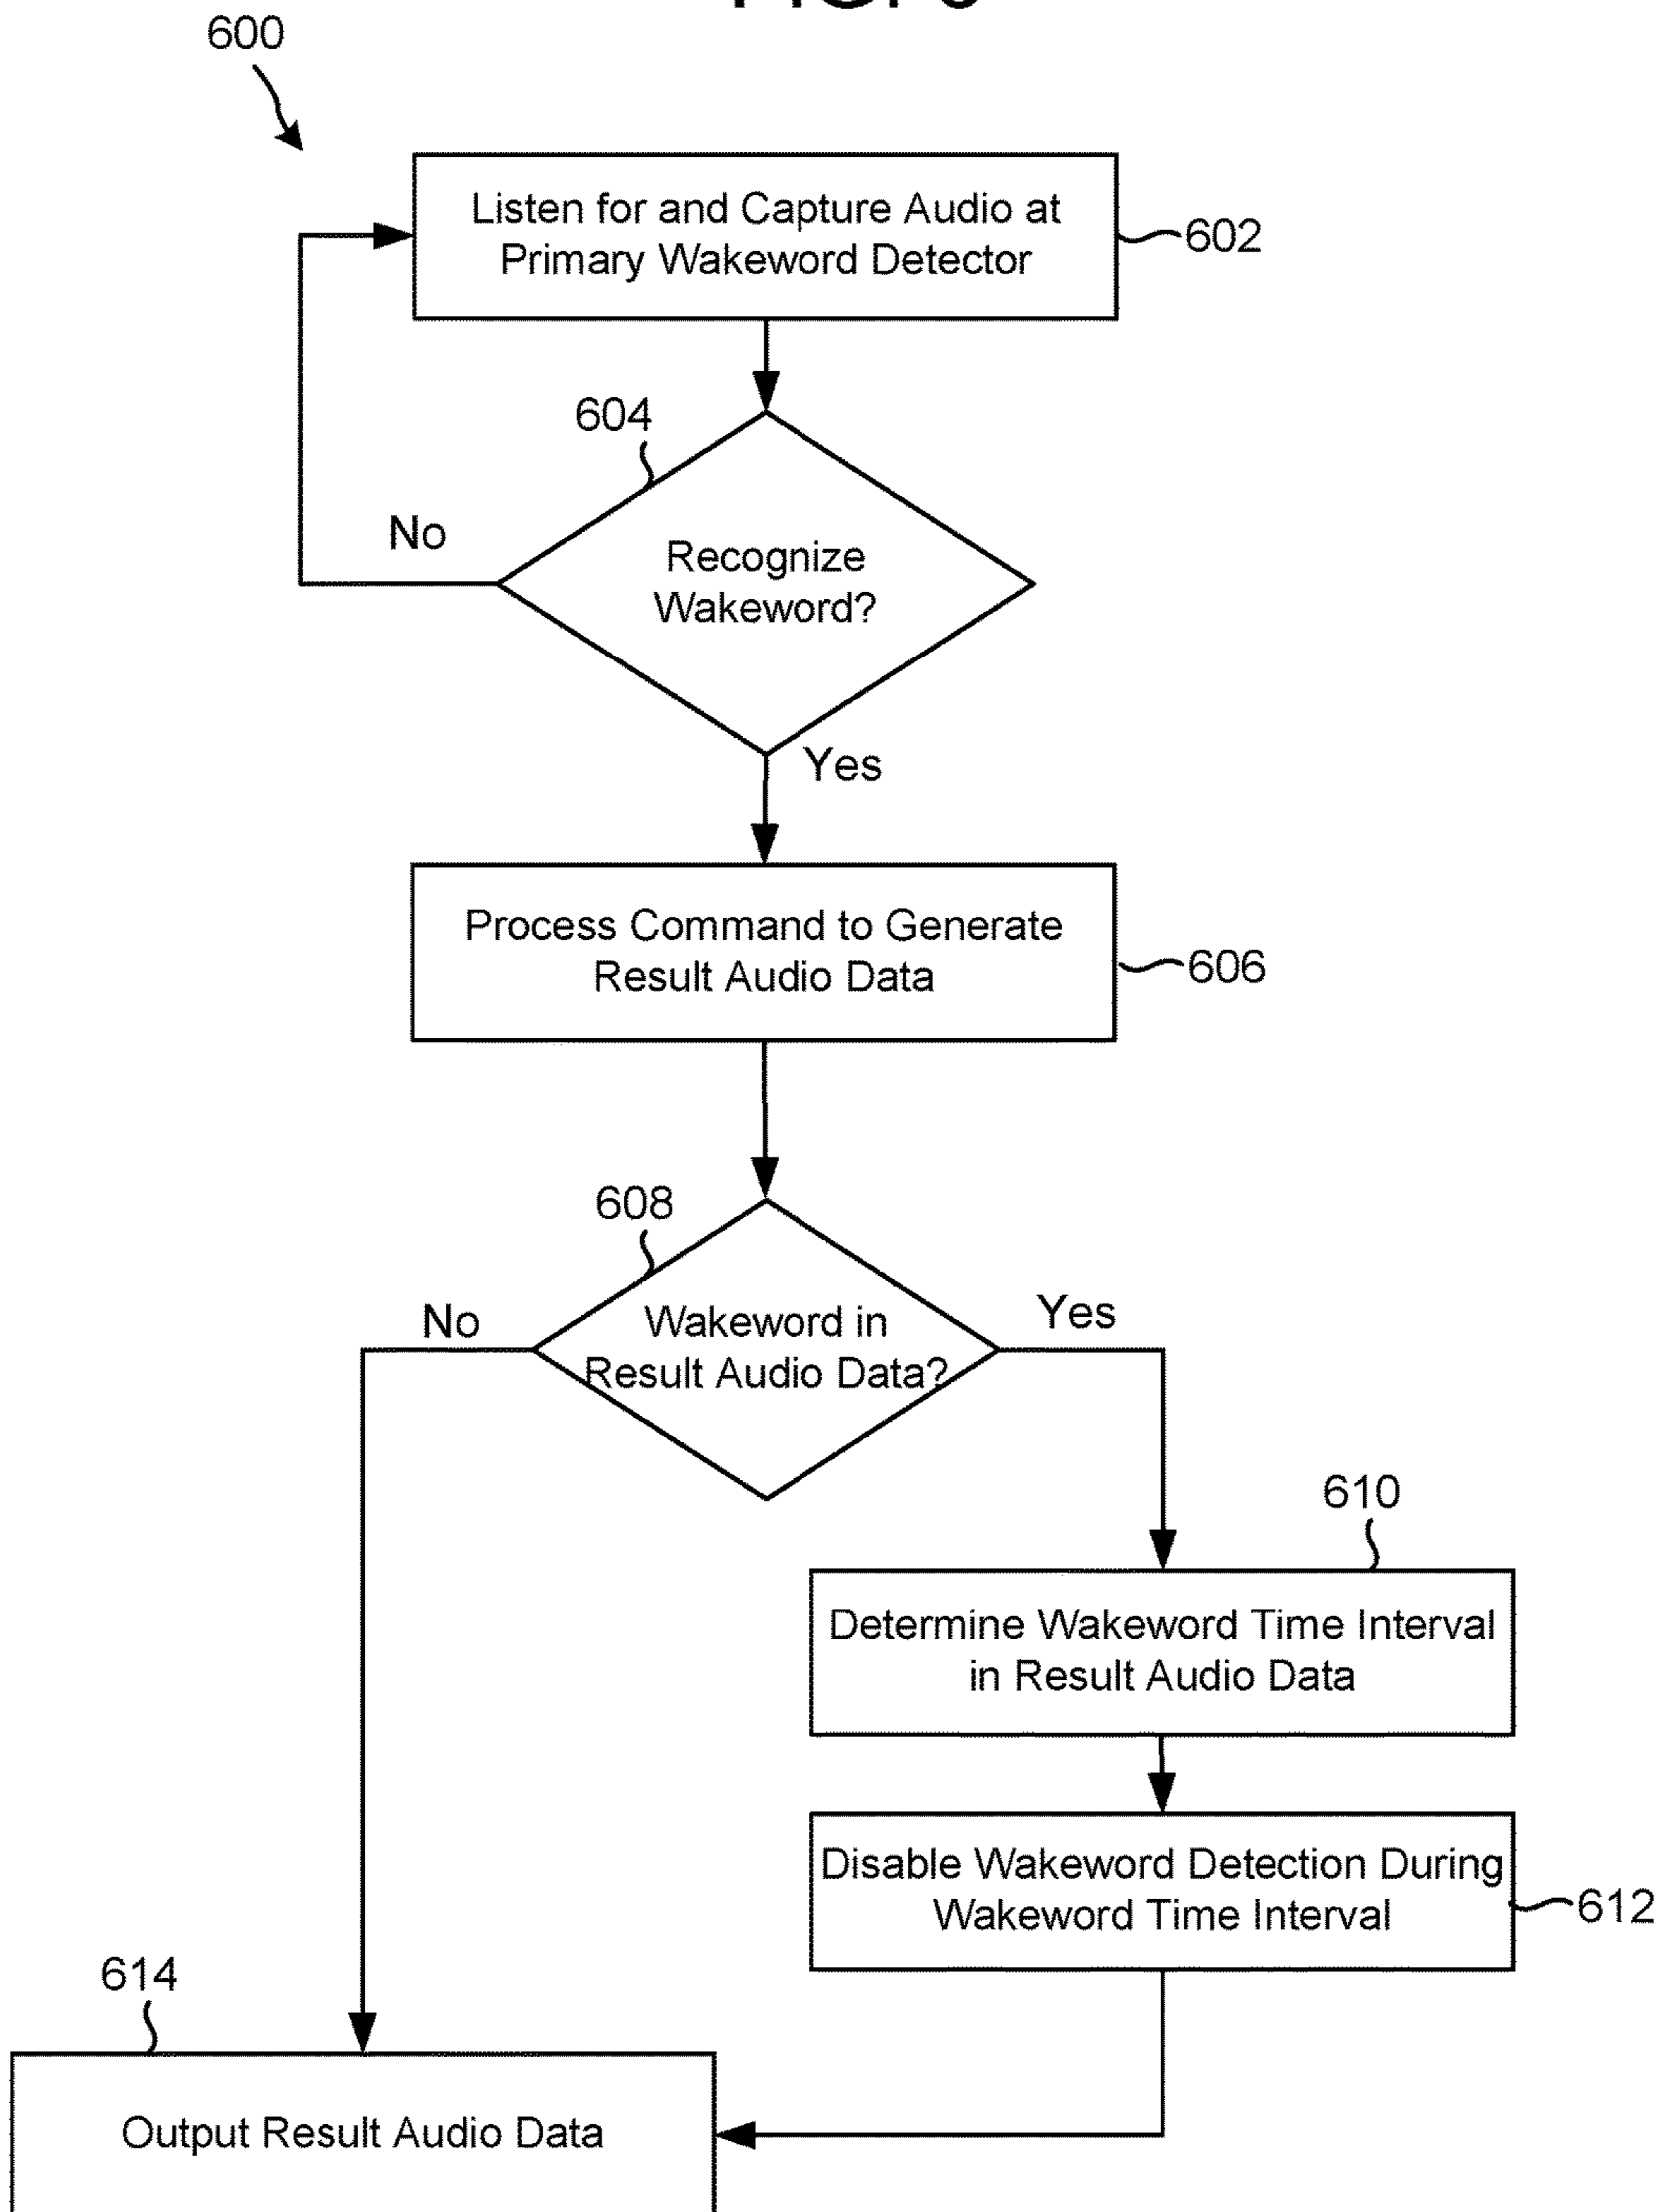 600
Listen for and Capture Audio at
Primary Wakeword Detector
602
604
No
Recognize
Wakeword?
Yes
Process Command to Generate
Result Audio Data
606
608
No
Wakeword in
Result Audio Data?
Yes
610
Determine Wakeword Time Interval
in Result Audio Data
Disable Wakeword Detection During
Wakeword Time Interval
612
614
Output Result Audio Data